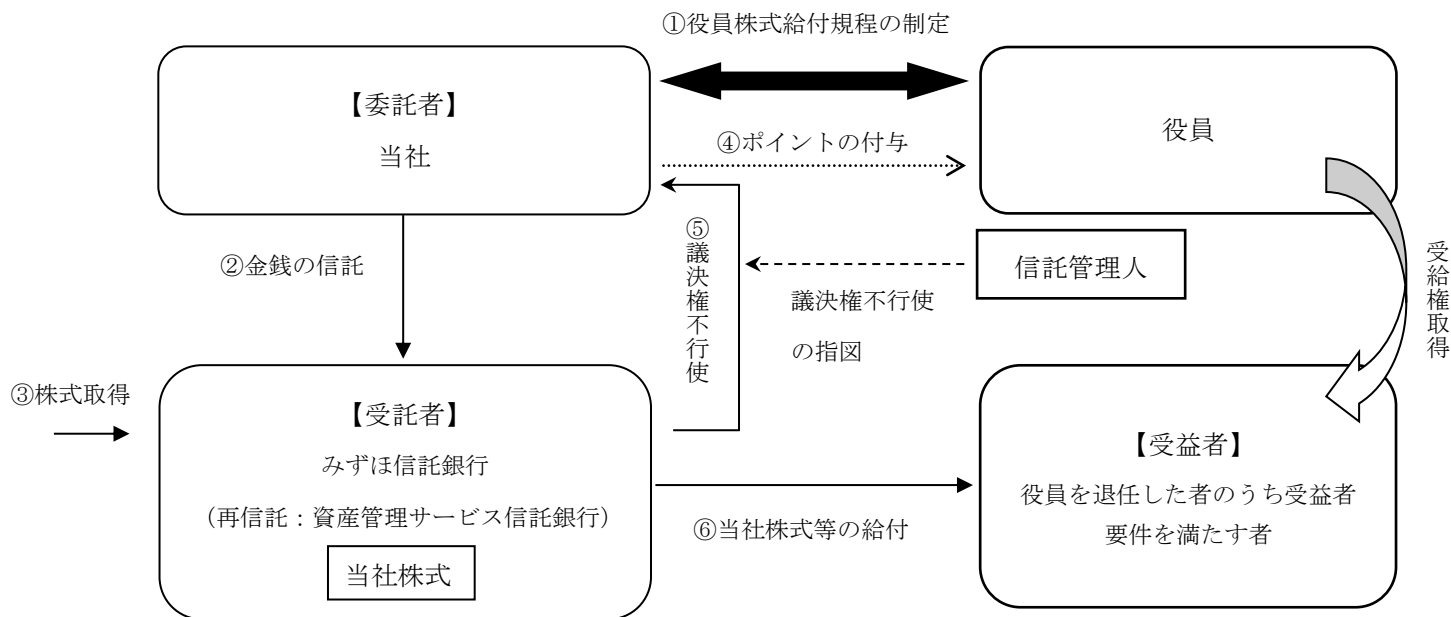 ①役員株式給付規程の制定
【委託者】
当社
役員
④ポイントの付与
②金銭の信託
⑤議決権不行使
信託管理人
議決権不行使
の指図
受給権取得
③株式取得
【受託者】
みずほ信託銀行
(再信託：資産管理サービス信託銀行)
当社株式
⑥当社株式等の給付
【受益者】
役員を退任した者のうち受益者
要件を満たす者